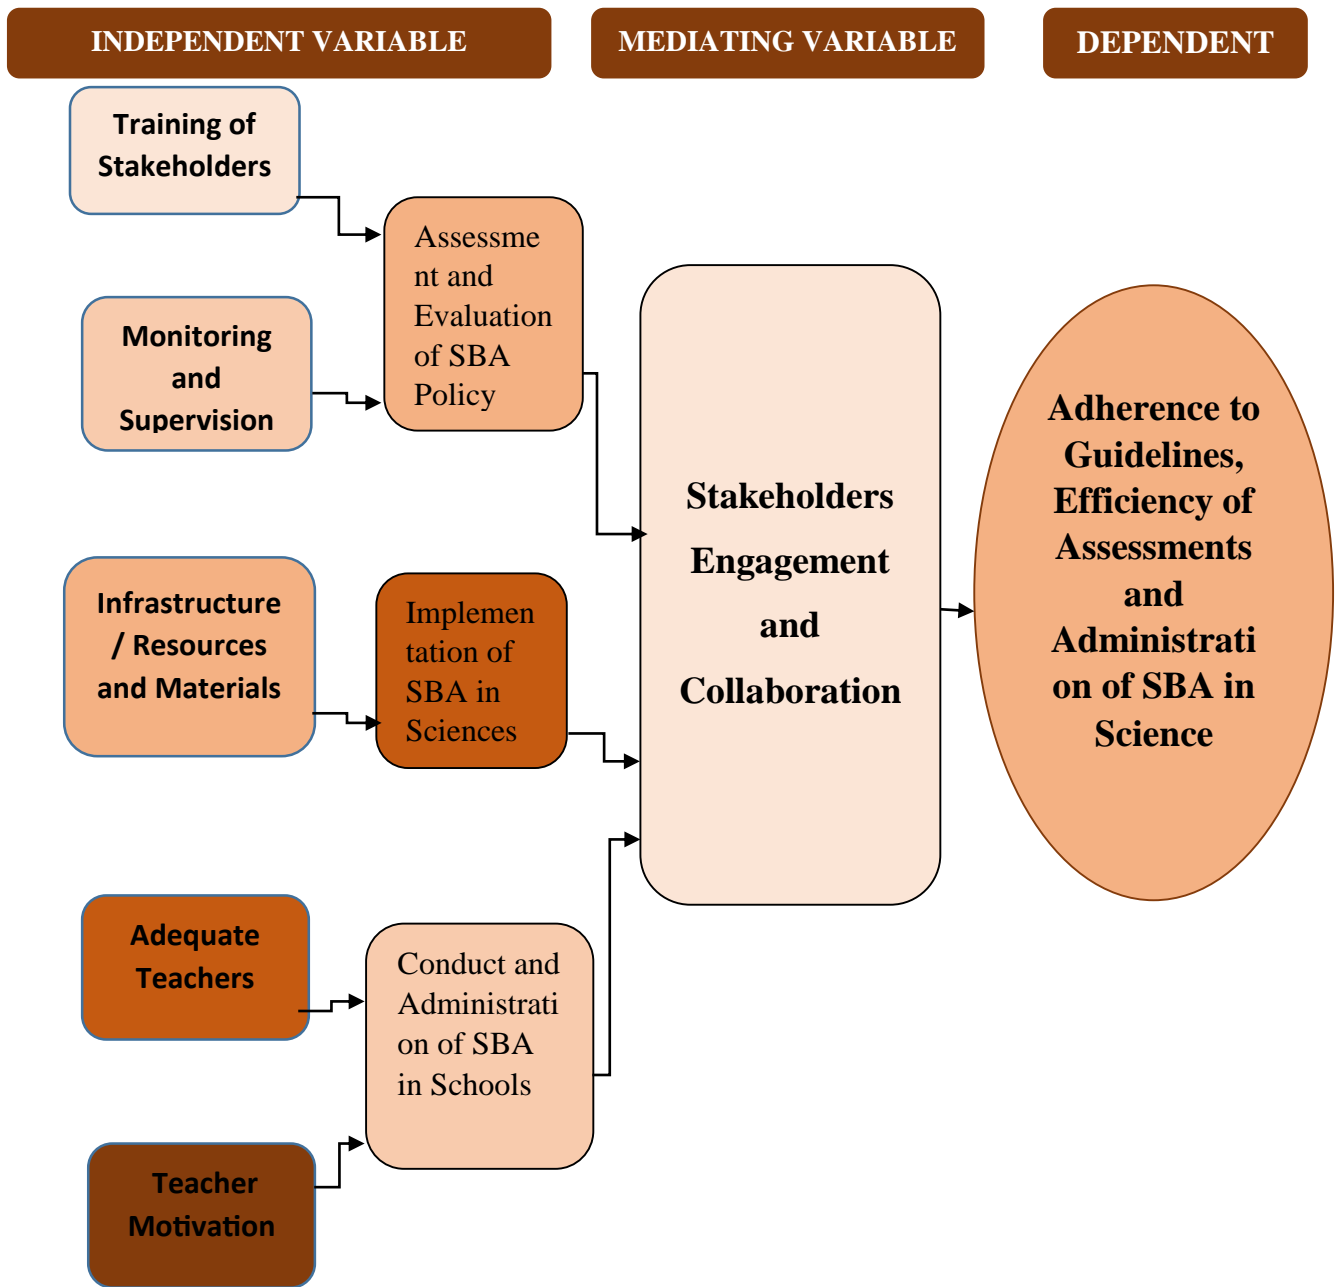 INDEPENDENT VARIABLE
MEDIATING VARIABLE
DEPENDENT
Training of
Stakeholders
Assessme
nt and
Evaluation
of SBA
Policy
Monitoring
and
Supervision
Stakeholders
Engagement
and
Collaboration
Adherence to
Guidelines,
Efficiency of
Assessments
and
Administrati
on of SBA in
Science
Infrastructure
/ Resources
and Materials
Implemen
tation of
SBA in
Sciences
Adequate
Teachers
Conduct and
Administrati
on of SBA
in Schools
Teacher
Motivation